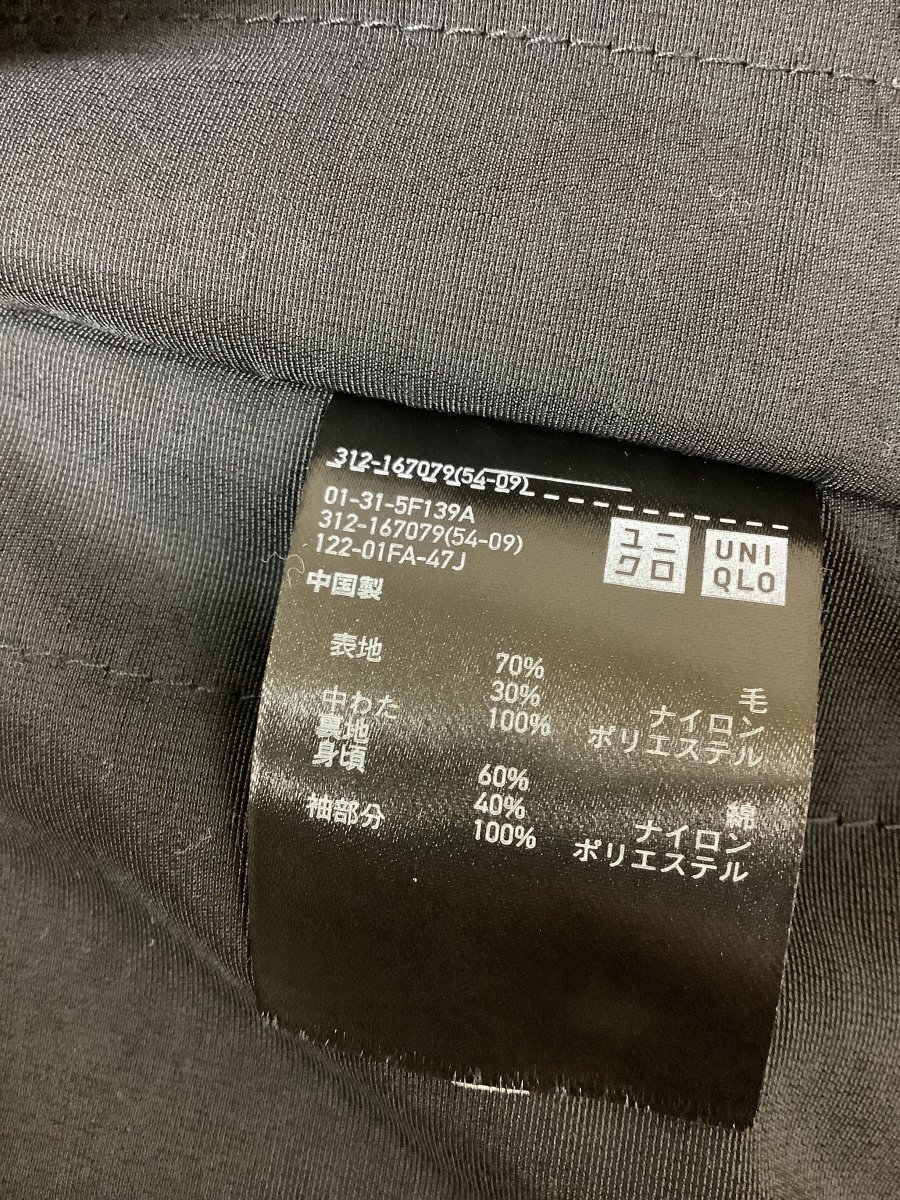 312-167079(54-09)
01-31-5F139A
312-167079(54-09)
122-01FA-47J
中国製
ユニ
クロ
UNI
QLO
表地 70% 毛
30% ナイロン
中わた 100% ポリエステル
裏地
身頃 60% 綿
40% ナイロン
袖部分 100% ポリエステル